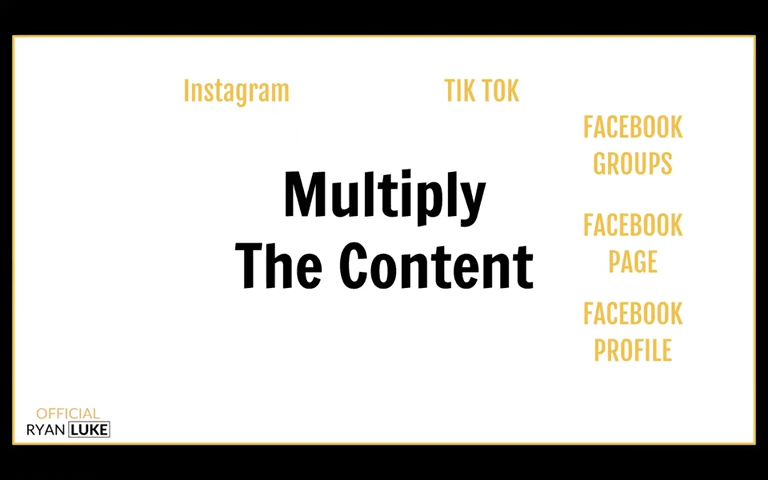 Instagram
TIK TOK
FACEBOOK
GROUPS
Multiply
The Content
FACEBOOK
PAGE
FACEBOOK
PROFILE
OFFICIAL
RYAN LUKE